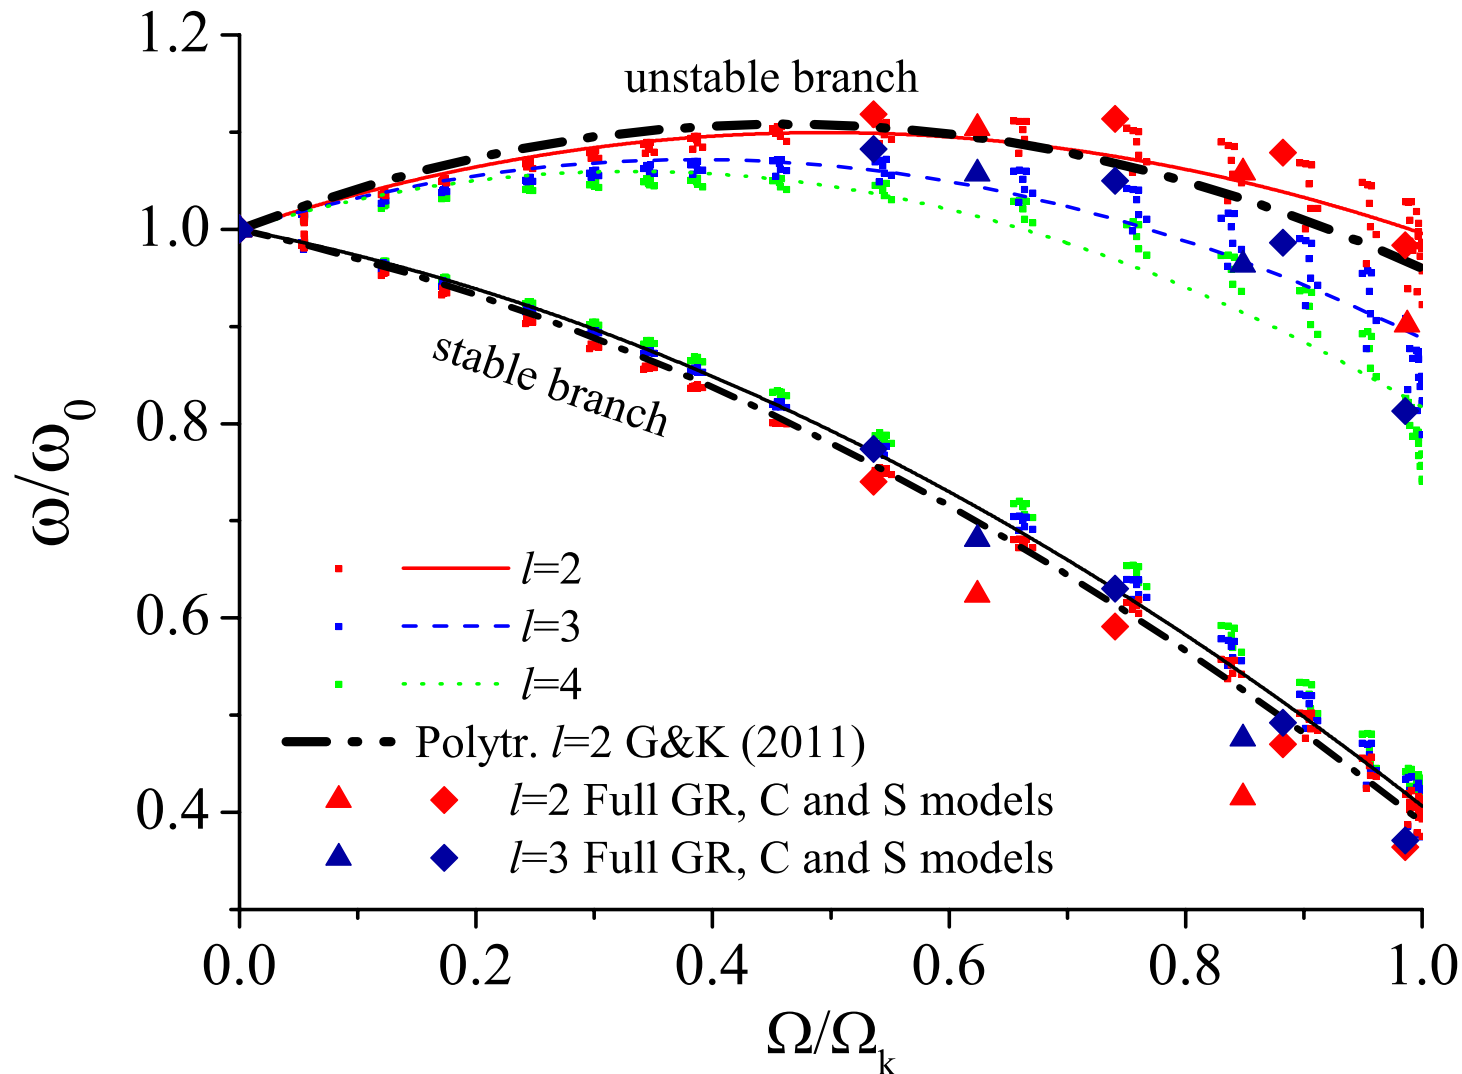 1.2
1.0
0.8
0.6
0.4
ω/ω0
unstable branch
stable branch
l=2
l=3
l=4
Polytr. l=2 G&K (2011)
l=2 Full GR, C and S models
l=3 Full GR, C and S models
0.0 0.2 0.4 0.6 0.8 1.0
Ω/Ωk